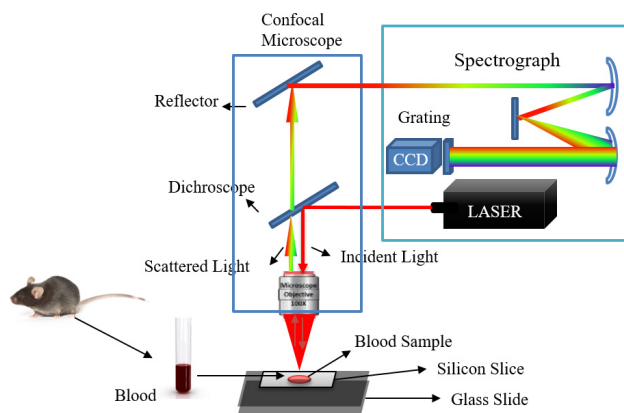 Confocal
Microscope
Spectrograph
Reflector
Grating
CCD
Dichroscope
LASER
Scattered Light
Incident Light
Microscope
Objective
100X
Blood Sample
Silicon Slice
Blood
Glass Slide